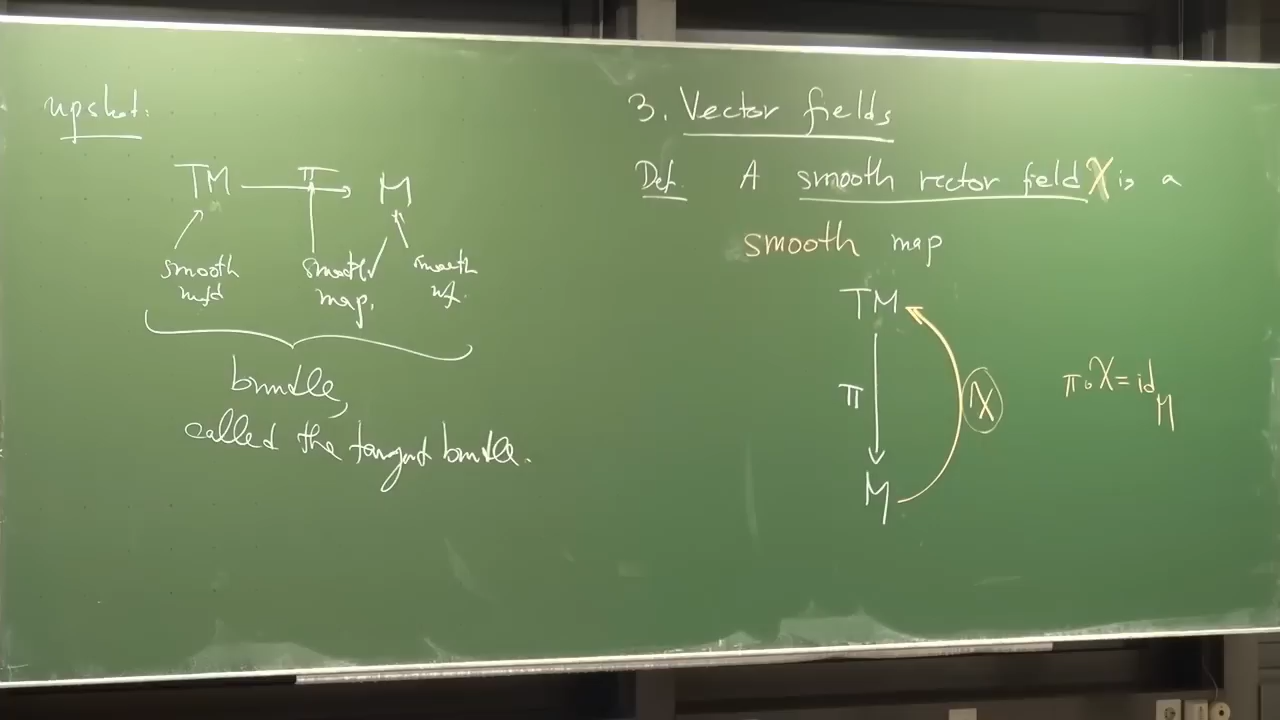 upshot:
TM π M
smooth smooth smooth
mfd map. mf.
bundle,
called the tangent bundle.
3. Vector fields
Def. A smooth vector field χ is a
smooth map
TM
π χ π∘χ = id_M
M